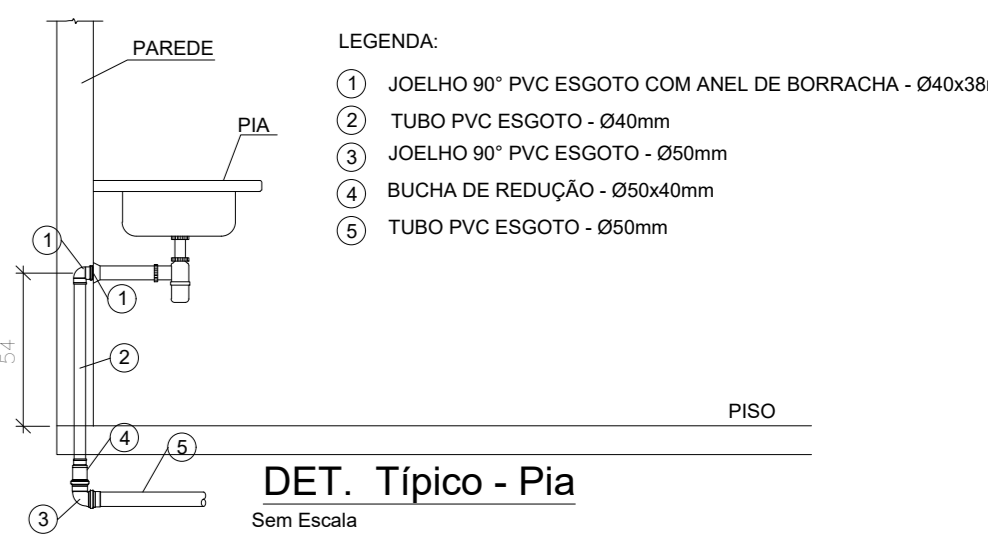 PAREDE
PIA
LEGENDA:
1 JOELHO 90° PVC ESGOTO COM ANEL DE BORRACHA - Ø40x38
2 TUBO PVC ESGOTO - Ø40mm
3 JOELHO 90° PVC ESGOTO - Ø50mm
4 BUCHA DE REDUÇÃO - Ø50x40mm
5 TUBO PVC ESGOTO - Ø50mm
1
1
54
2
PISO
4
5
3
DET. Típico - Pia
Sem Escala